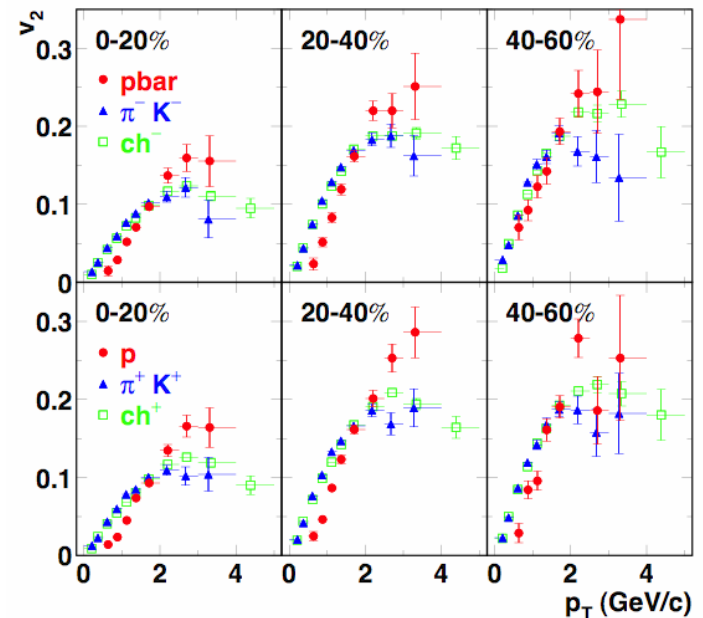 v₂
0-20% 20-40% 40-60%
0.3
pbar
π⁻ K⁻
0.2
ch⁻
0.1
0
0-20% 20-40% 40-60%
0.3
p
π⁺ K⁺
0.2
ch⁺
0.1
0
0 2 4 0 2 4 0 2 4
p_T (GeV/c)